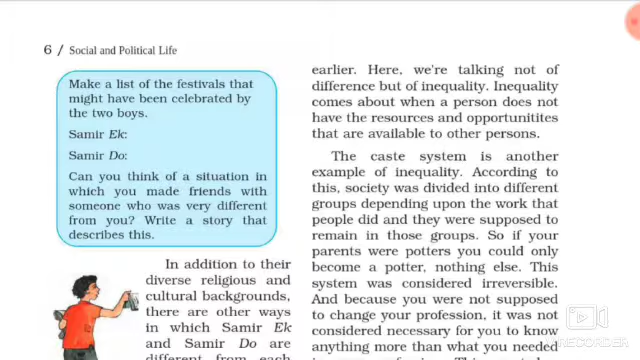 6 / Social and Political Life
Make a list of the festivals that
might have been celebrated by
the two boys.
Samir Ek:
Samir Do:
Can you think of a situation in
which you made friends with
someone who was very different
from you? Write a story that
describes this.
In addition to their
diverse religious and
cultural backgrounds,
there are other ways
in which Samir Ek
and Samir Do are
different from each
earlier. Here, we're talking not of
difference but of inequality. Inequality
comes about when a person does not
have the resources and opportunitites
that are available to other persons.
The caste system is another
example of inequality. According to
this, society was divided into different
groups depending upon the work that
people did and they were supposed to
remain in those groups. So if your
parents were potters you could only
become a potter, nothing else. This
system was considered irreversible.
And because you were not supposed
to change your profession, it was not
considered necessary for you to know
anything more than what you needed
RECORDER